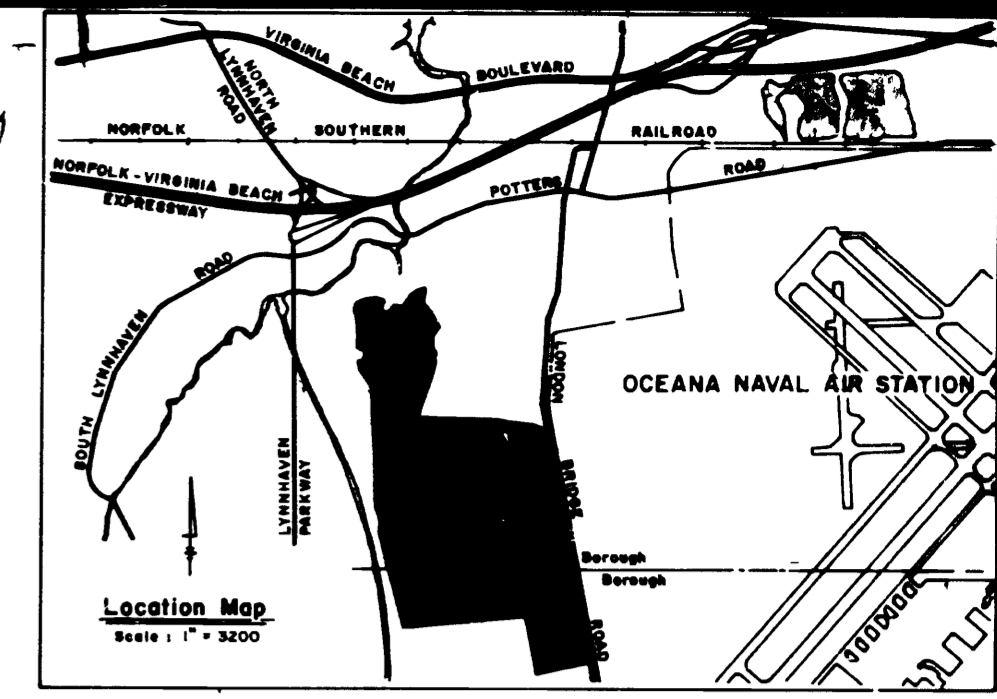 VIRGINIA BEACH BOULEVARD
NORTH
LYNNHAVEN
ROAD
NORFOLK SOUTHERN RAILROAD
NORFOLK - VIRGINIA BEACH
EXPRESSWAY
POTTERS ROAD
SOUTH LYNNHAVEN ROAD
LONDON BRIDGE ROAD
OCEANA NAVAL AIR STATION
LYNNHAVEN
PARKWAY
Borough
Borough
Location Map
Scale : 1" = 3200